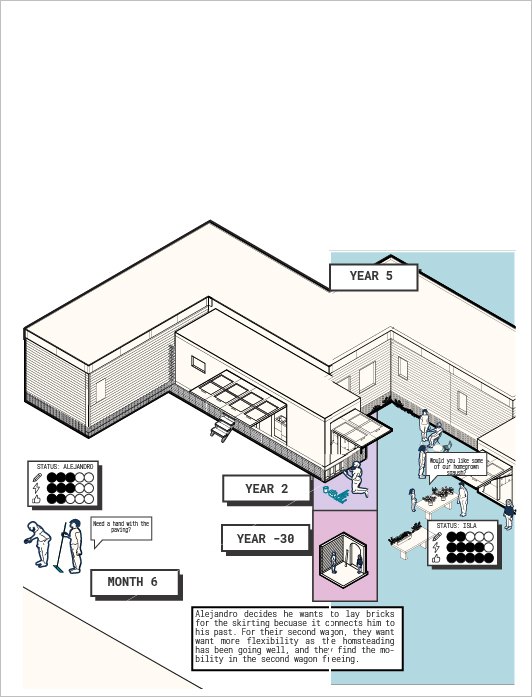 YEAR 5
Would you like some
of our homegrown
squash?
STATUS: ALEJANDRO
YEAR 2
Need a hand with the
paving?
STATUS: ISLA
YEAR -30
MONTH 6
Alejandro decides he wants to lay bricks
for the skirting becuase it connects him to
his past. For their second wagon, they want
want more flexibility as the homsteading
has been going well, and they find the mo-
bility in the second wagon freeing.